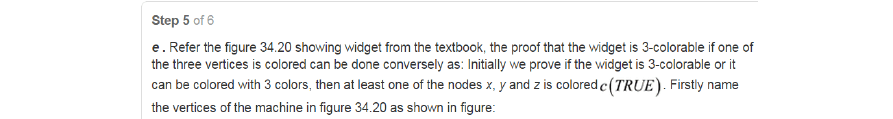 Step 5 of 6
e. Refer the figure 34.20 showing widget from the textbook, the proof that the widget is 3-colorable if one of
the three vertices is colored can be done conversely as: Initially we prove if the widget is 3-colorable or it
can be colored with 3 colors, then at least one of the nodes x, y and z is colored c(TRUE). Firstly name
the vertices of the machine in figure 34.20 as shown in figure: